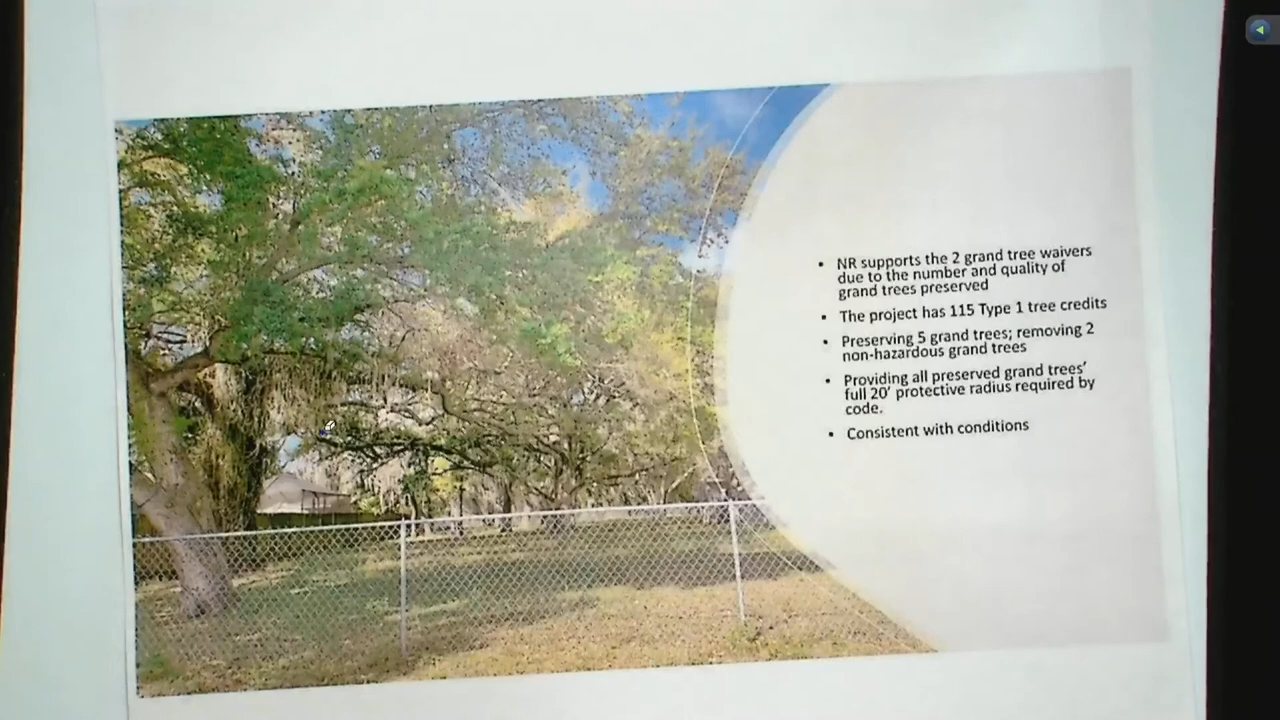 • NR supports the 2 grand tree waivers
due to the number and quality of
grand trees preserved
• The project has 115 Type 1 tree credits
• Preserving 5 grand trees; removing 2
non-hazardous grand trees
• Providing all preserved grand trees'
full 20' protective radius required by
code.
• Consistent with conditions